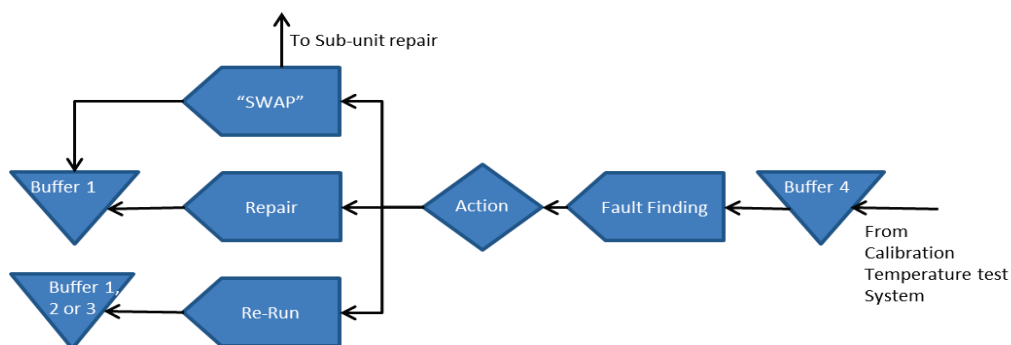 To Sub-unit repair
“SWAP”
Buffer 1
Repair
Action
Fault Finding
Buffer 4
From
Calibration
Temperature test
System
Buffer 1,
2 or 3
Re-Run